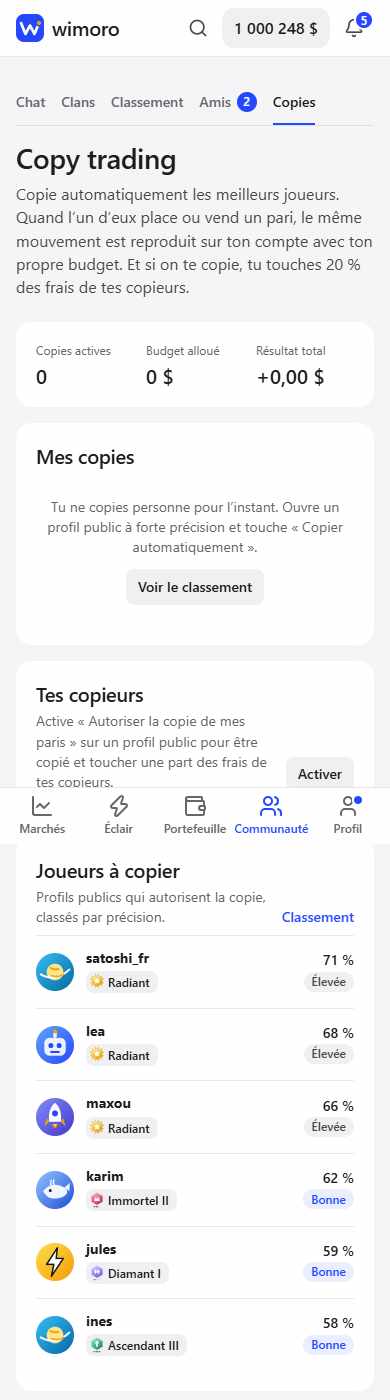 wimoro
1 000 248 $
5
Chat
Clans
Classement
Amis
2
Copies
Copy trading
Copie automatiquement les meilleurs joueurs.
Quand l’un d’eux place ou vend un pari, le même
mouvement est reproduit sur ton compte avec ton
propre budget. Et si on te copie, tu touches 20 %
des frais de tes copieurs.
Copies actives
Budget alloué
Résultat total
0
0 $
+0,00 $
Mes copies
Tu ne copies personne pour l’instant. Ouvre un
profil public à forte précision et touche « Copier
automatiquement ».
Voir le classement
Tes copieurs
Active « Autoriser la copie de mes
paris » sur un profil public pour être
copié et toucher une part des frais de
tes copieurs.
Activer
Marchés
Éclair
Portefeuille
Communauté
Profil
Joueurs à copier
Profils publics qui autorisent la copie,
classés par précision.
Classement
satoshi_fr
71 %
Radiant
Élevée
lea
68 %
Radiant
Élevée
maxou
66 %
Radiant
Élevée
karim
62 %
Immortel II
Bonne
jules
59 %
Diamant I
Bonne
ines
58 %
Ascendant III
Bonne